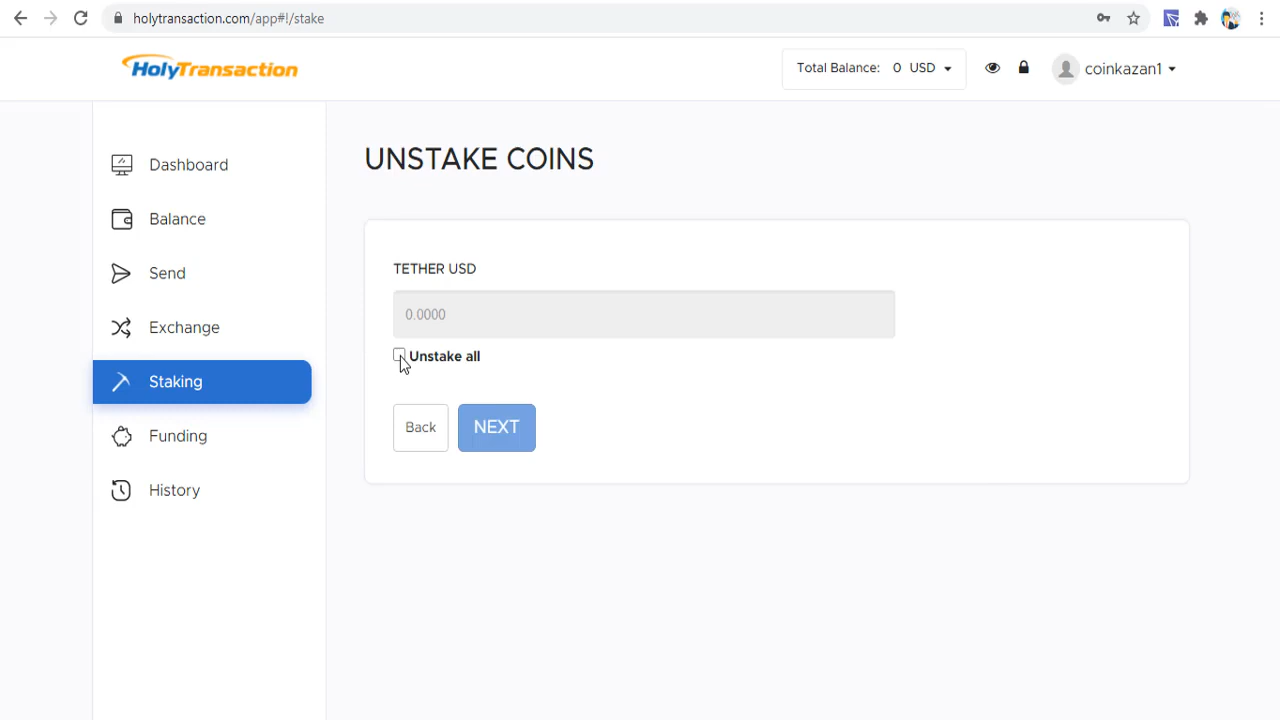 holytransaction.com/app#!/stake
HolyTransaction
Total Balance: 0 USD
coinkazan1
Dashboard
Balance
Send
Exchange
Staking
Funding
History
UNSTAKE COINS
TETHER USD
0.0000
Unstake all
Back
NEXT